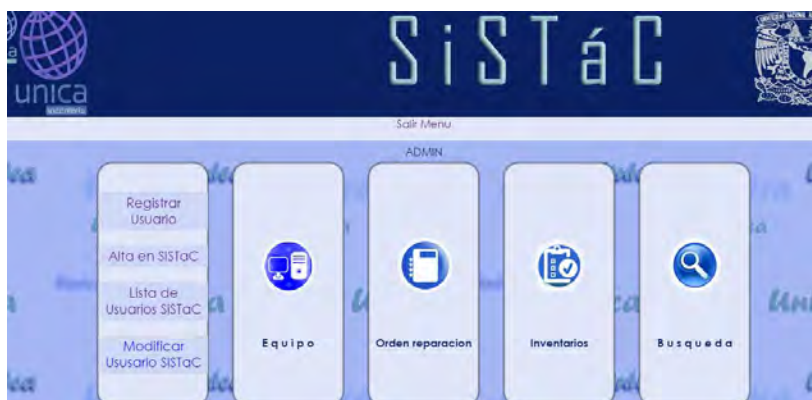 SiSTáC
unica
Salir Menu
ADMIN
Registrar
Usuario
Alta en SISTaC
Lista de
Usuarios SISTaC
Modificar
Ususario SISTaC
Equipo
Orden reparacion
Inventarios
Busqueda